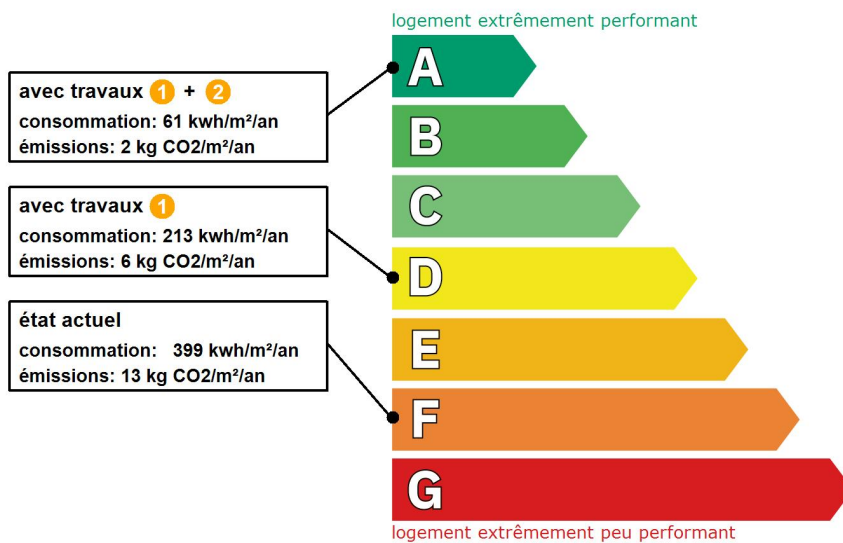 logement extrêmement performant
A
avec travaux 1 + 2
consommation: 61 kwh/m²/an
émissions: 2 kg CO2/m²/an
B
avec travaux 1
consommation: 213 kwh/m²/an
émissions: 6 kg CO2/m²/an
C
D
état actuel
consommation: 399 kwh/m²/an
émissions: 13 kg CO2/m²/an
E
F
G
logement extrêmement peu performant